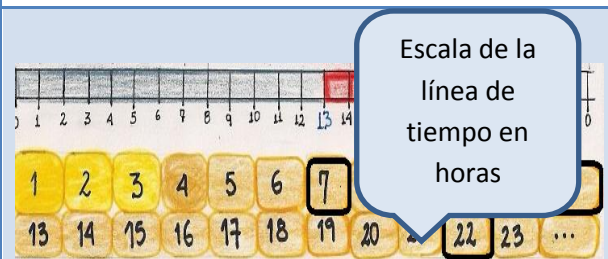 Escala de la
línea de
tiempo en
horas
1 2 3 4 5 6 7 8 9 10 11 12 13 14
1 2 3 4 5 6 7
13 14 15 16 17 18 19 20 22 23 ...